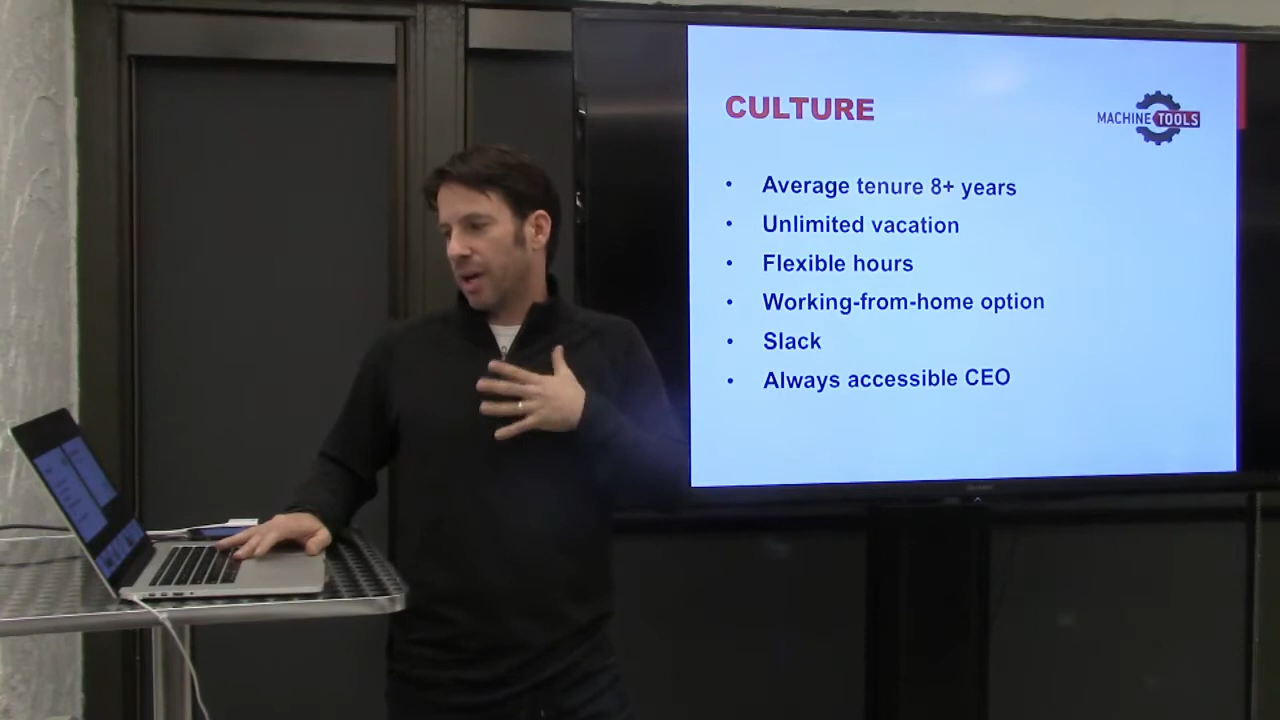 CULTURE
MACHINE TOOLS
• Average tenure 8+ years
• Unlimited vacation
• Flexible hours
• Working-from-home option
• Slack
• Always accessible CEO